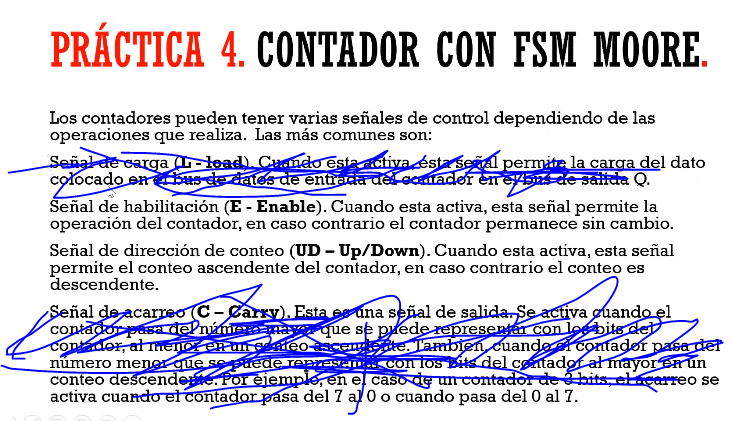 PRÁCTICA 4. CONTADOR CON FSM MOORE.
Los contadores pueden tener varias señales de control dependiendo de las
operaciones que realiza. Las más comunes son:
Señal de carga (L - load). Cuando esta activa, esta señal permite la carga del dato
colocado en el bus de datos de entrada del contador en el bus de salida Q.
Señal de habilitación (E - Enable). Cuando esta activa, esta señal permite la
operación del contador, en caso contrario el contador permanece sin cambio.
Señal de dirección de conteo (UD – Up/Down). Cuando esta activa, esta señal
permite el conteo ascendente del contador, en caso contrario el conteo es
descendente.
Señal de acarreo (C – Carry). Esta es una señal de salida. Se activa cuando el
contador pasa del número mayor que se puede representar con los bits del
contador, al menor en un conteo ascendente. También, cuando el contador pasa del
número menor que se puede representar con los bits del contador al mayor en un
conteo descendente. Por ejemplo, en el caso de un contador de 3 bits, el acarreo se
activa cuando el contador pasa del 7 al 0 o cuando pasa del 0 al 7.